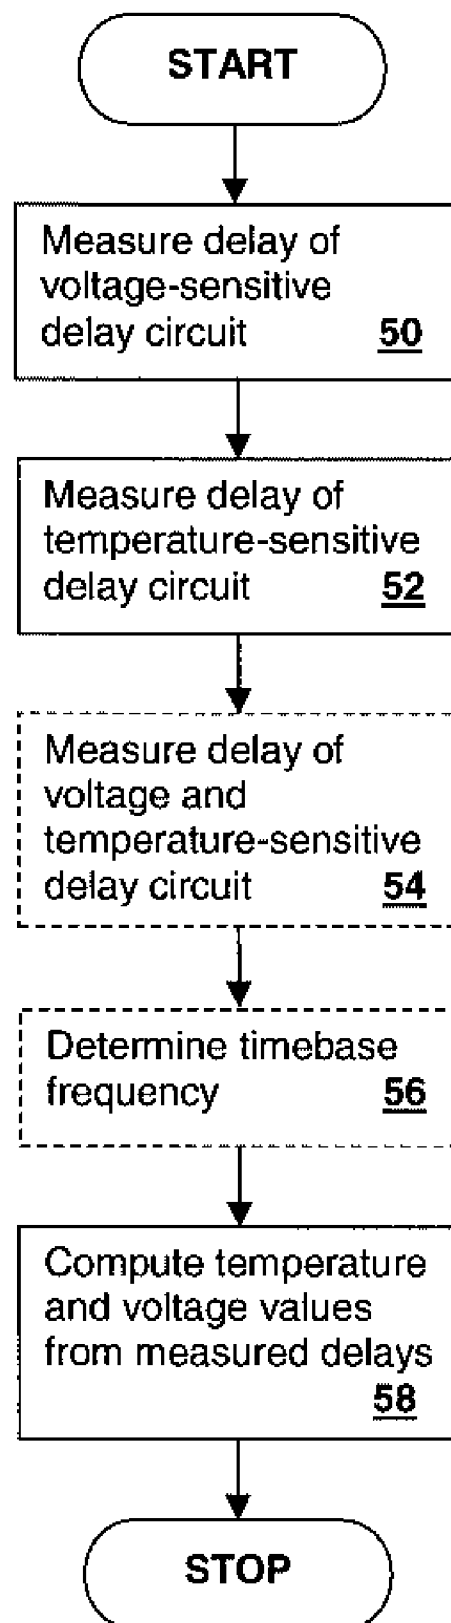 START
Measure delay of
voltage-sensitive
delay circuit 50
Measure delay of
temperature-sensitive
delay circuit 52
Measure delay of
voltage and
temperature-sensitive
delay circuit 54
Determine timebase
frequency 56
Compute temperature
and voltage values
from measured delays
58
STOP